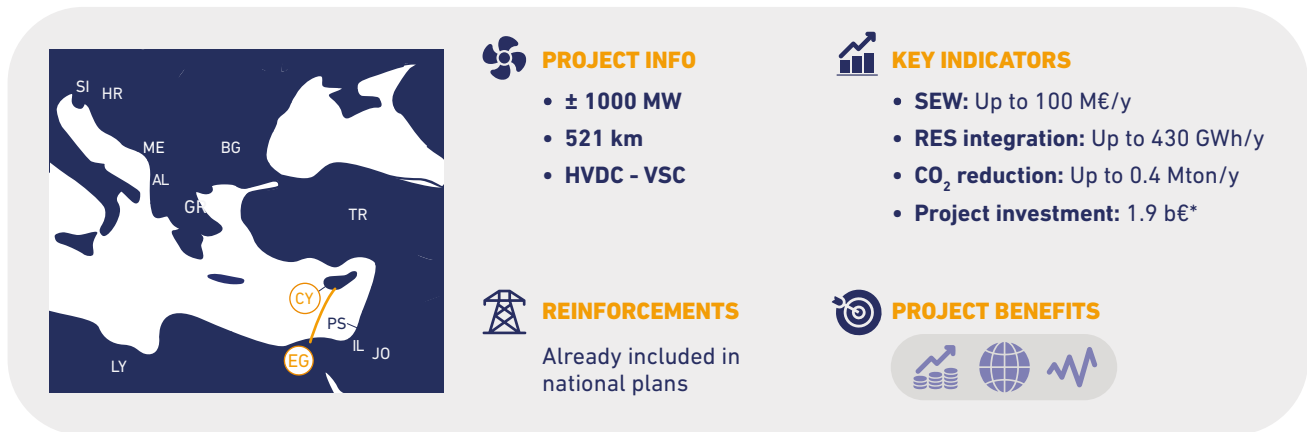 SI
HR
ME
BG
AL
GR
TR
CY
PS
IL
JO
EG
LY
PROJECT INFO
• ± 1000 MW
• 521 km
• HVDC - VSC
KEY INDICATORS
• SEW: Up to 100 M€/y
• RES integration: Up to 430 GWh/y
• CO₂ reduction: Up to 0.4 Mton/y
• Project investment: 1.9 b€*
REINFORCEMENTS
Already included in
national plans
PROJECT BENEFITS